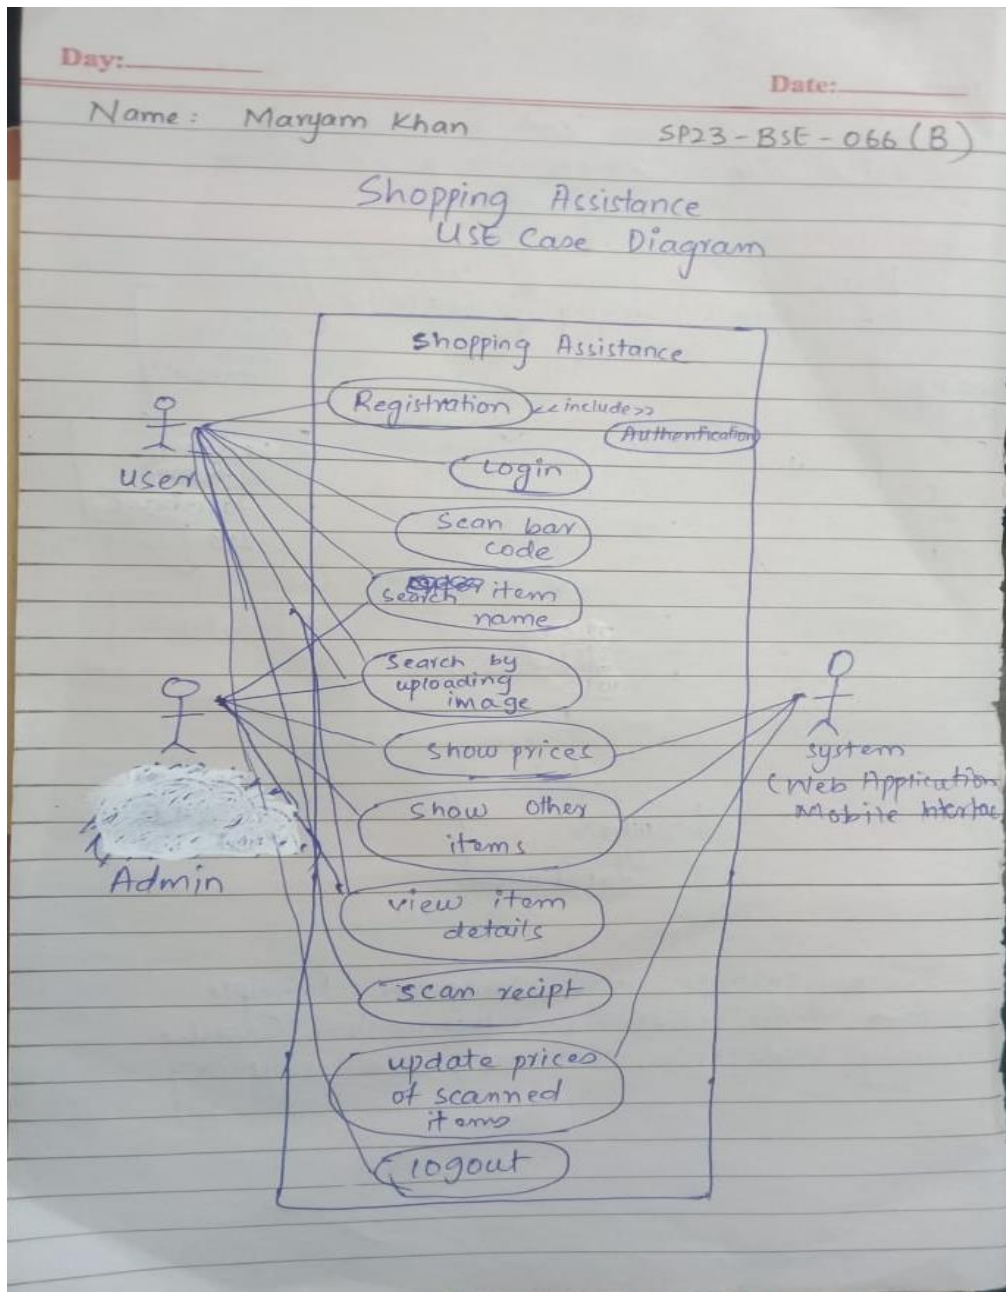 Day:
Date:
Name: Maryam Khan SP23-BSE-066 (B)
Shopping Assistance
USE Case Diagram
Shopping Assistance
Registration <<include>>
Authentification
user
Login
Scan bar
code
Search item
name
Search by
uploading
image
Show prices
system
(Web Application
Mobile
show other
items
Admin
view item
details
scan recipt
update prices
of scanned
items
logout